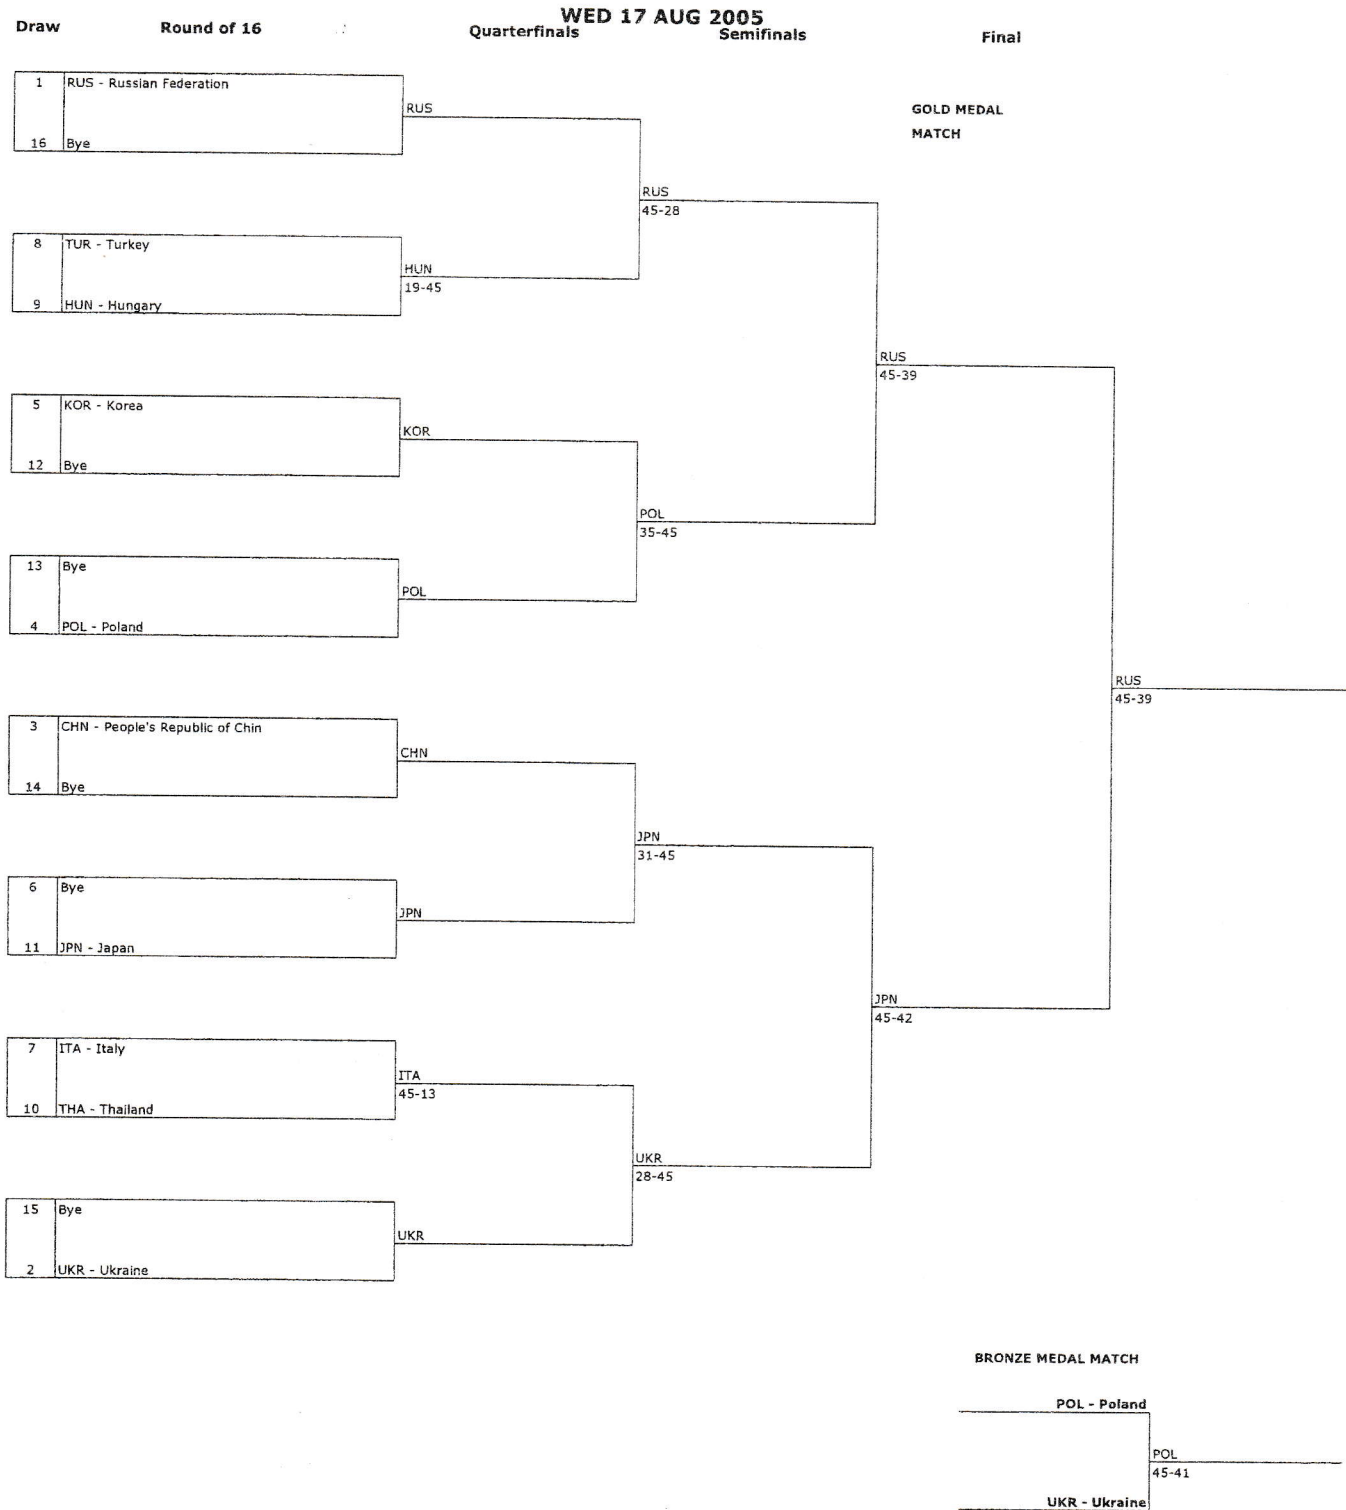 WED 17 AUG 2005
Draw Round of 16 Quarterfinals Semifinals Final
GOLD MEDAL
MATCH
1 RUS - Russian Federation
16 Bye
RUS
8 TUR - Turkey
9 HUN - Hungary
HUN
19-45
RUS
45-28
5 KOR - Korea
12 Bye
KOR
13 Bye
4 POL - Poland
POL
POL
35-45
RUS
45-39
3 CHN - People's Republic of Chin
14 Bye
CHN
6 Bye
11 JPN - Japan
JPN
JPN
31-45
7 ITA - Italy
10 THA - Thailand
ITA
45-13
15 Bye
2 UKR - Ukraine
UKR
UKR
28-45
JPN
45-42
RUS
45-39
BRONZE MEDAL MATCH
POL - Poland
UKR - Ukraine
POL
45-41